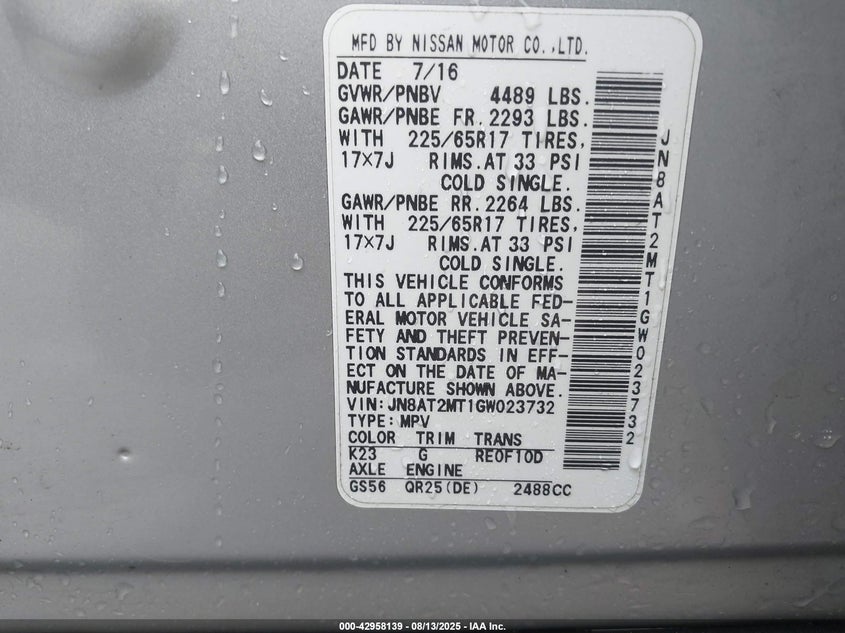 MFD BY NISSAN MOTOR CO.,LTD.
DATE 7/16
GVWR/PNBV 4489 LBS.
GAWR/PNBE FR. 2293 LBS.
WITH 225/65R17 TIRES,
17×7J RIMS.AT 33 PSI
COLD SINGLE.
GAWR/PNBE RR. 2264 LBS.
WITH 225/65R17 TIRES,
17×7J RIMS.AT 33 PSI
COLD SINGLE.
THIS VEHICLE CONFORMS
TO ALL APPLICABLE FED-
ERAL MOTOR VEHICLE SA-
FETY AND THEFT PREVEN-
TION STANDARDS IN EFF-
ECT ON THE DATE OF MA-
NUFACTURE SHOWN ABOVE.
VIN: JN8AT2MT1GW023732
TYPE: MPV
COLOR TRIM TRANS
K23 G RE0F10D
AXLE ENGINE
GS56 QR25(DE) 2488CC
JN8AT2MT1GW023732
000-42958139 - 08/13/2025 - IAA Inc.